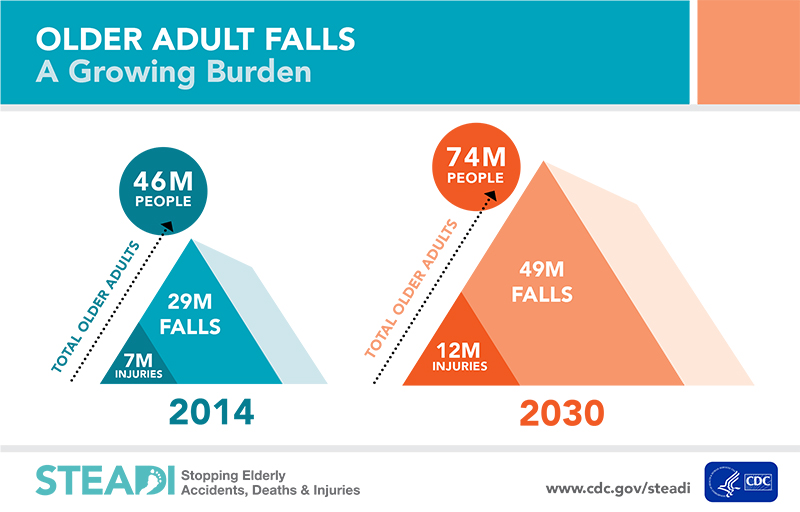 OLDER ADULT FALLS
A Growing Burden
46M
PEOPLE
TOTAL OLDER ADULTS
29M
FALLS
7M
INJURIES
2014
74M
PEOPLE
TOTAL OLDER ADULTS
49M
FALLS
12M
INJURIES
2030
STEADI
Stopping Elderly
Accidents, Deaths & Injuries
www.cdc.gov/steadi
CDC